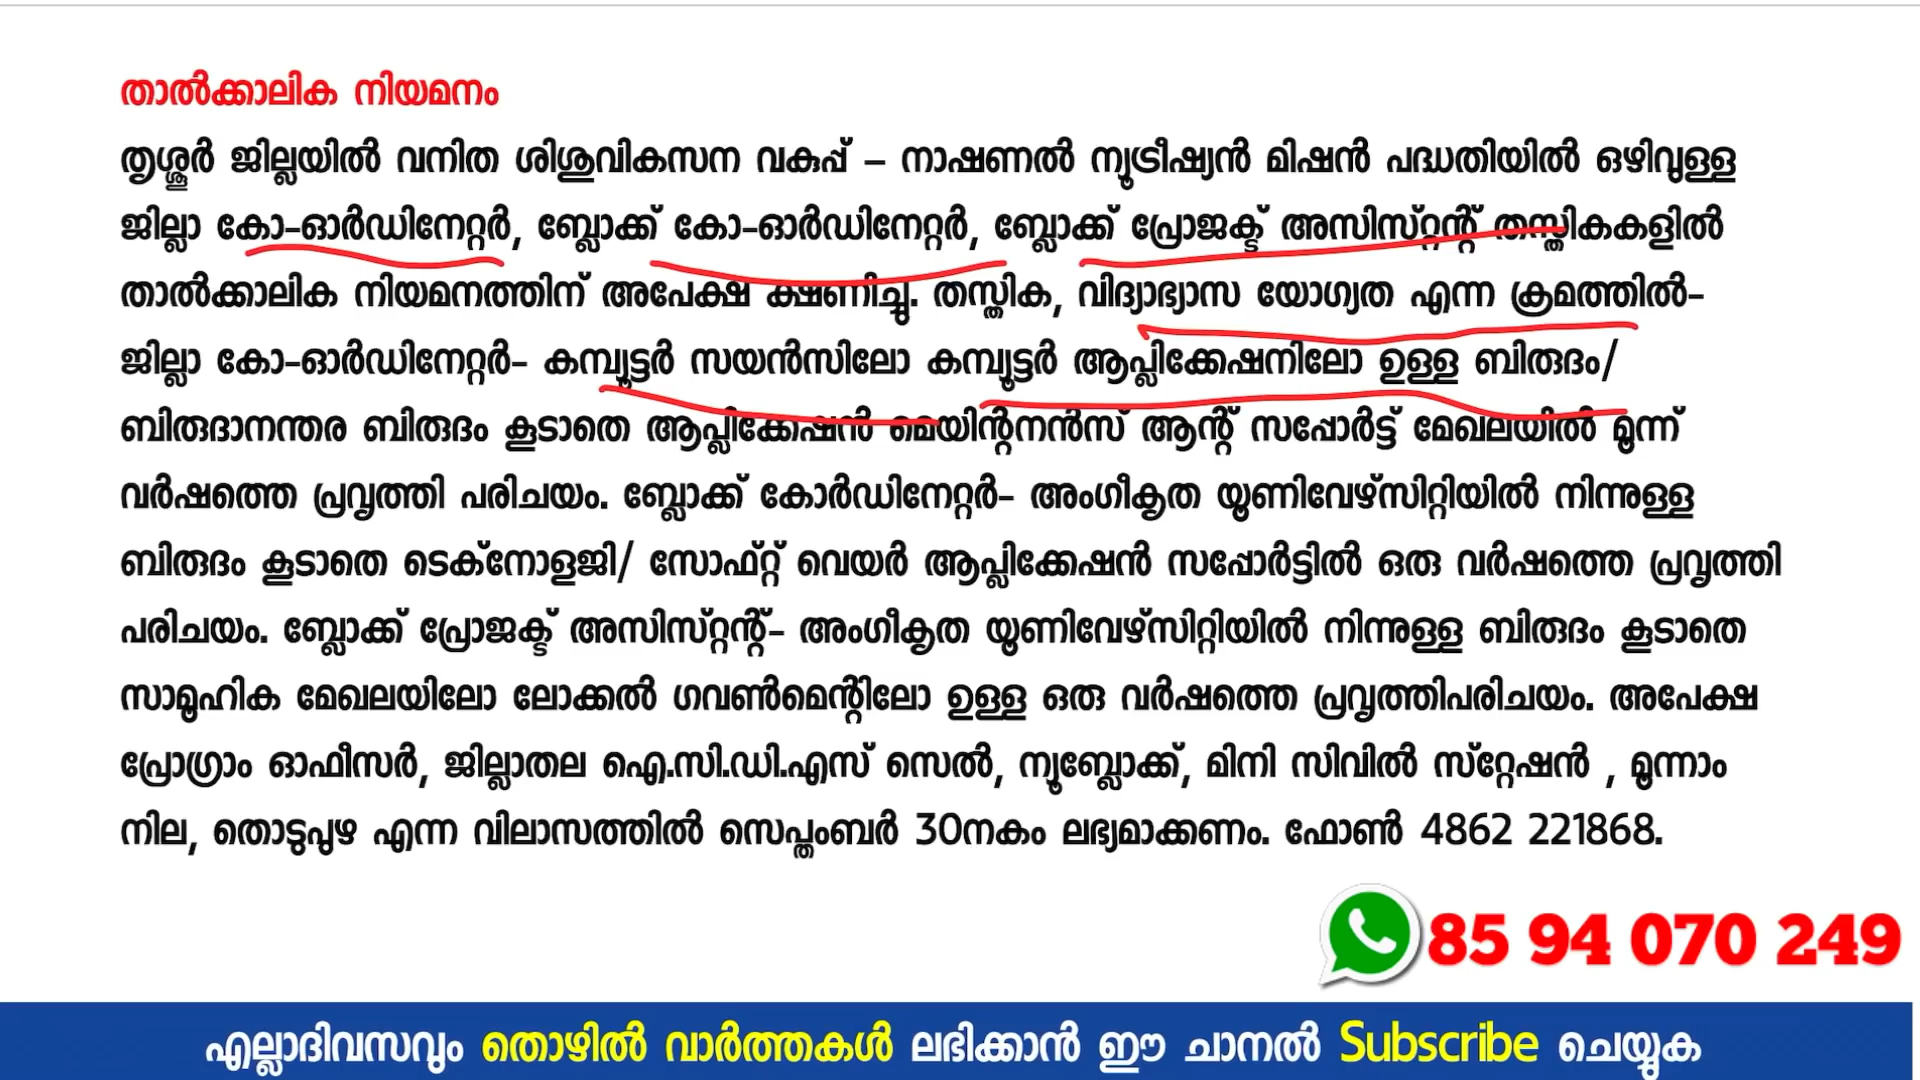 താൽക്കാലിക നിയമനം
തൃശ്ശൂർ ജില്ലയിൽ വനിത ശിശുവികസന വകുപ്പ് – നാഷണൽ ന്യൂട്രീഷ്യൻ മിഷൻ പദ്ധതിയിൽ ഒഴിവുള്ള
ജില്ലാ കോ-ഓർഡിനേറ്റർ, ബ്ലോക്ക് കോ-ഓർഡിനേറ്റർ, ബ്ലോക്ക് പ്രോജക്ട് അസിസ്റ്റന്റ് തസ്തികകളിൽ
താൽക്കാലിക നിയമനത്തിന് അപേക്ഷ ക്ഷണിച്ചു. തസ്തിക, വിദ്യാഭ്യാസ യോഗ്യത എന്ന ക്രമത്തിൽ-
ജില്ലാ കോ-ഓർഡിനേറ്റർ- കമ്പ്യൂട്ടർ സയൻസിലോ കമ്പ്യൂട്ടർ ആപ്ലിക്കേഷനിലോ ഉള്ള ബിരുദം/
ബിരുദാനന്തര ബിരുദം കൂടാതെ ആപ്ലിക്കേഷൻ മെയിന്റനൻസ് ആന്റ് സപ്പോർട്ട് മേഖലയിൽ മൂന്ന്
വർഷത്തെ പ്രവൃത്തി പരിചയം. ബ്ലോക്ക് കോർഡിനേറ്റർ- അംഗീകൃത യൂണിവേഴ്സിറ്റിയിൽ നിന്നുള്ള
ബിരുദം കൂടാതെ ടെക്നോളജി/ സോഫ്റ്റ് വെയർ ആപ്ലിക്കേഷൻ സപ്പോർട്ടിൽ ഒരു വർഷത്തെ പ്രവൃത്തി
പരിചയം. ബ്ലോക്ക് പ്രോജക്ട് അസിസ്റ്റന്റ്- അംഗീകൃത യൂണിവേഴ്സിറ്റിയിൽ നിന്നുള്ള ബിരുദം കൂടാതെ
സാമൂഹിക മേഖലയിലോ ലോക്കൽ ഗവൺമെന്റിലോ ഉള്ള ഒരു വർഷത്തെ പ്രവൃത്തിപരിചയം. അപേക്ഷ
പ്രോഗ്രാം ഓഫീസർ, ജില്ലാതല ഐ.സി.ഡി.എസ് സെൽ, ന്യൂബ്ലോക്ക്, മിനി സിവിൽ സ്റ്റേഷൻ , മൂന്നാം
നില, തൊടുപുഴ എന്ന വിലാസത്തിൽ സെപ്തംബർ 30നകം ലഭ്യമാക്കണം. ഫോൺ 4862 221868.
85 94 070 249
എല്ലാദിവസവും തൊഴിൽ വാർത്തകൾ ലഭിക്കാൻ ഈ ചാനൽ Subscribe ചെയ്യുക